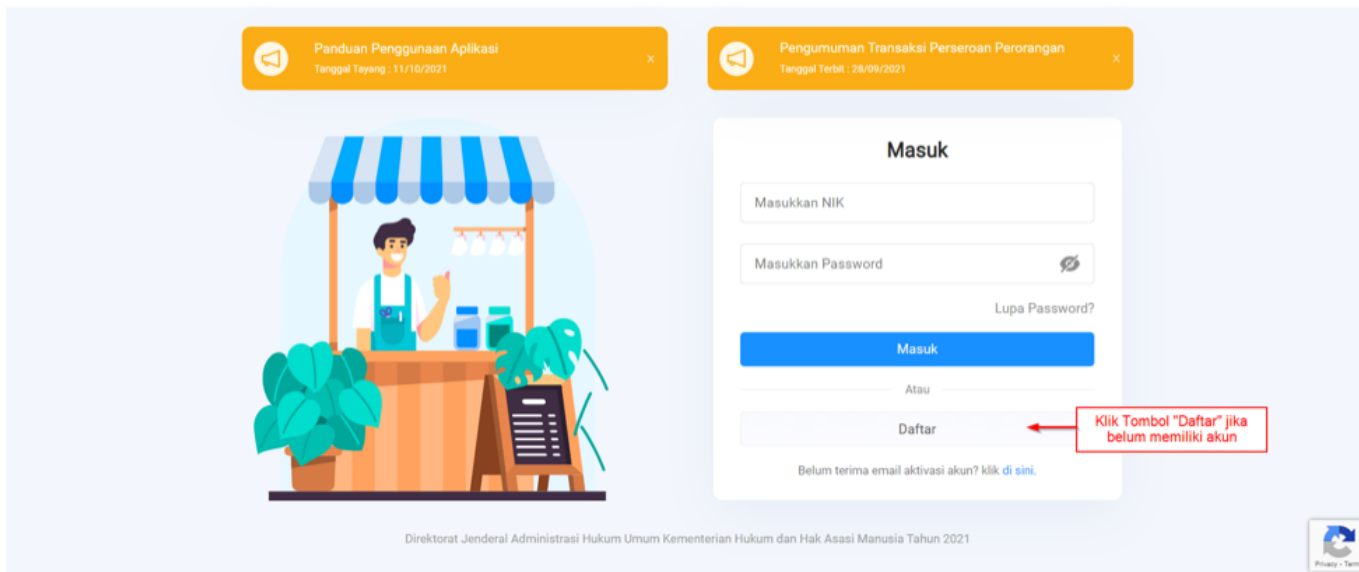 Panduan Penggunaan Aplikasi
Tanggal Tayang : 11/10/2021
x
Pengumuman Transaksi Perseroan Perorangan
Tanggal Terbit : 28/09/2021
x
Masuk
Masukkan NIK
Masukkan Password
Lupa Password?
Masuk
Atau
Daftar
Klik Tombol "Daftar" jika
belum memiliki akun
Belum terima email aktivasi akun? klik di sini.
Direktorat Jenderal Administrasi Hukum Umum Kementerian Hukum dan Hak Asasi Manusia Tahun 2021
Privacy - Term